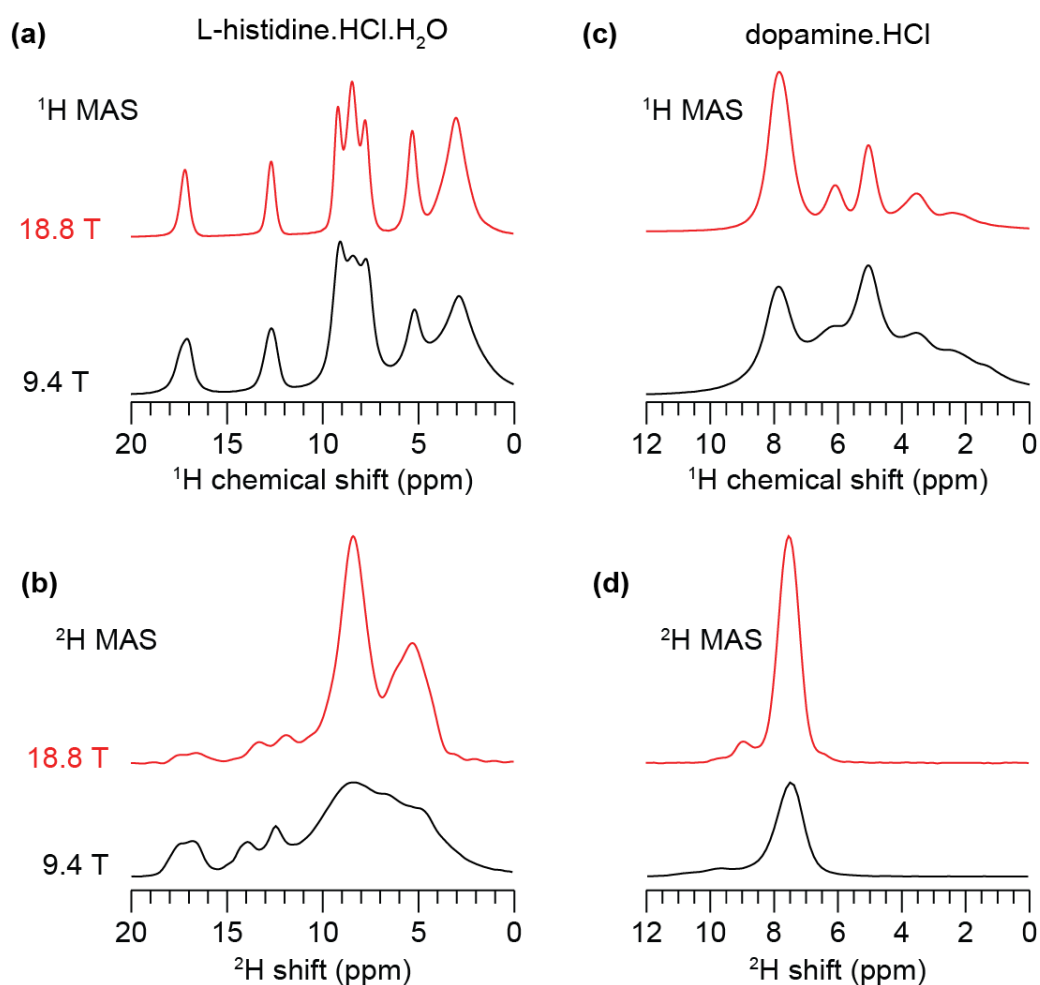 (a)
L-histidine.HCl.H₂O
¹H MAS
18.8 T
9.4 T
20 15 10 5 0
¹H chemical shift (ppm)
(c)
dopamine.HCl
¹H MAS
12 10 8 6 4 2 0
¹H chemical shift (ppm)
(b)
²H MAS
18.8 T
9.4 T
20 15 10 5 0
²H shift (ppm)
(d)
²H MAS
12 10 8 6 4 2 0
²H shift (ppm)